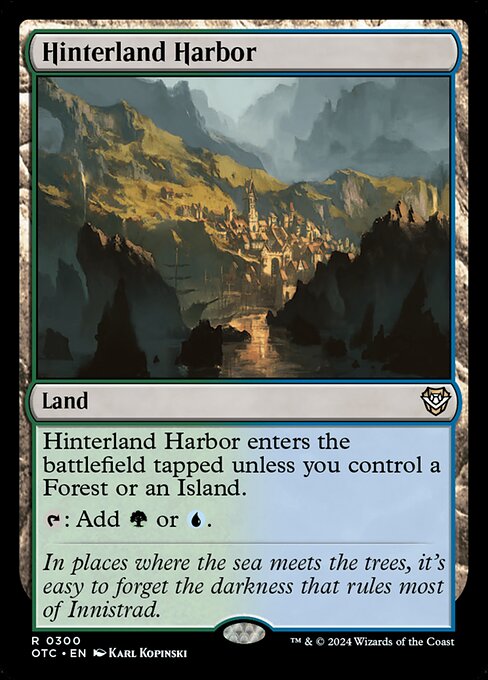 Hinterland Harbor
Land
Hinterland Harbor enters the
battlefield tapped unless you control a
Forest or an Island.
: Add or .
In places where the sea meets the trees, it's
easy to forget the darkness that rules most
of Innistrad.
R 0300
OTC • EN Karl Kopinski
™ & © 2024 Wizards of the Coast